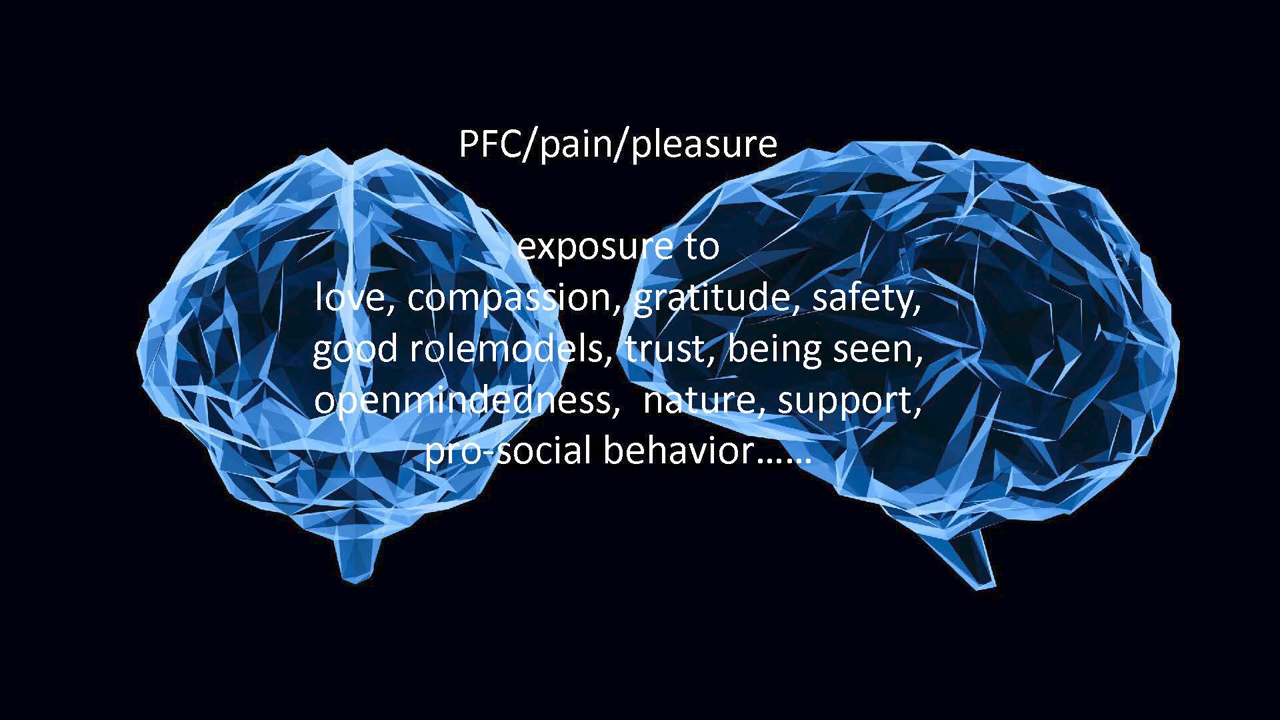 PFC/pain/pleasure
exposure to
love, compassion, gratitude, safety,
good rolemodels, trust, being seen,
openmindedness,  nature, support,
pro-social behavior……